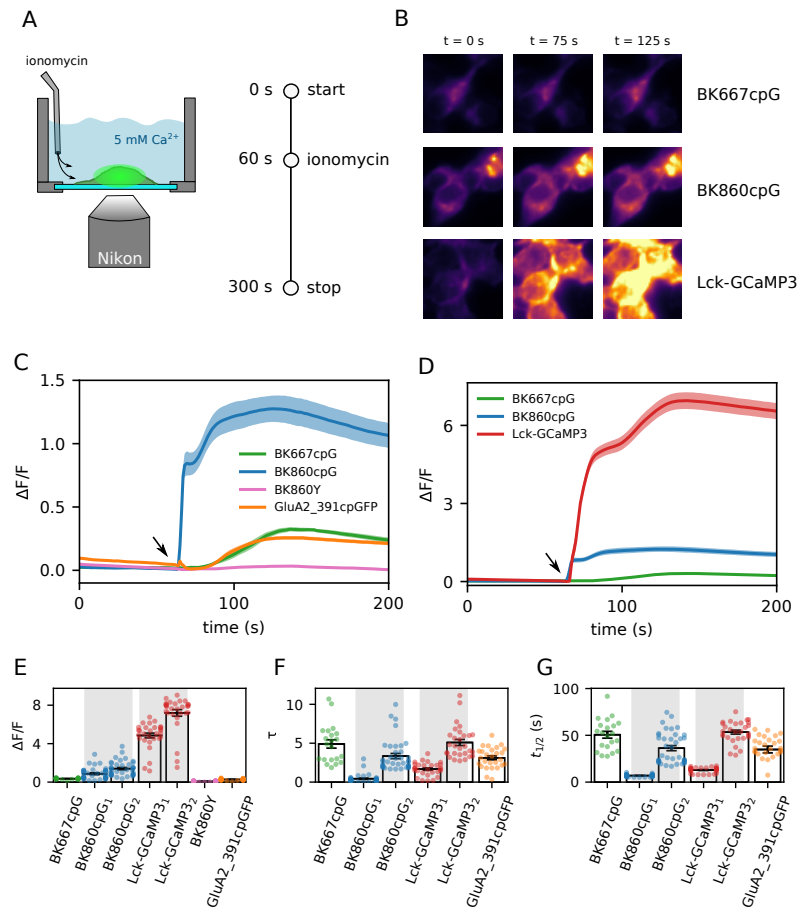 A
ionomycin
5 mM Ca²⁺
Nikon
0 s start
60 s ionomycin
300 s stop
B
t = 0 s t = 75 s t = 125 s
BK667cpG
BK860cpG
Lck-GCaMP3
C
1.5
1.0
0.5
0.0
ΔF/F
BK667cpG
BK860cpG
BK860Y
GluA2_391cpGFP
0 100 200
time (s)
D
6
3
0
ΔF/F
BK667cpG
BK860cpG
Lck-GCaMP3
0 100 200
time (s)
E
8
4
0
ΔF/F
BK667cpG
BK860cpG₁
BK860cpG₂
Lck-GCaMP3₁
Lck-GCaMP3₂
BK860Y
GluA2_391cpGFP
F
10
5
0
τ
BK667cpG
BK860cpG₁
BK860cpG₂
Lck-GCaMP3₁
Lck-GCaMP3₂
GluA2_391cpGFP
G
100
50
0
t₁/₂ (s)
BK667cpG
BK860cpG₁
BK860cpG₂
Lck-GCaMP3₁
Lck-GCaMP3₂
GluA2_391cpGFP